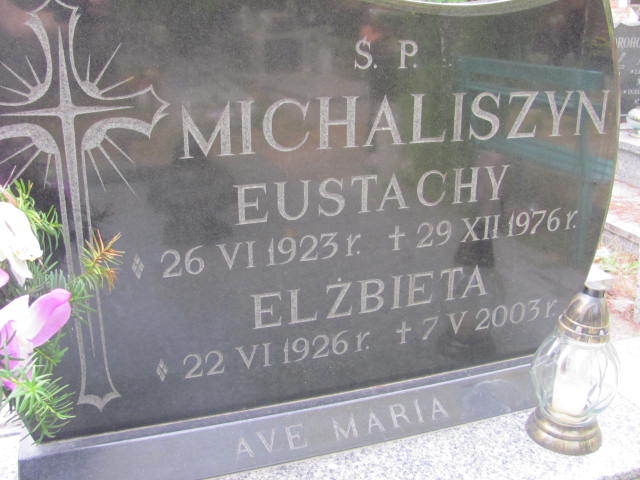 S. P.
MICHALISZYN
EUSTACHY
26 VI 1923 r. † 29 XII 1976 r.
ELŻBIETA
22 VI 1926 r. † 7 V 2003 r.
AVE MARIA